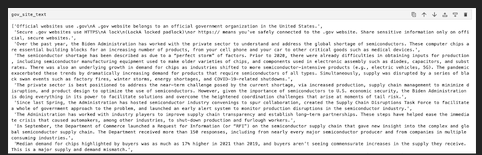 gov_site_text
['Official websites use .gov\nA .gov website belongs to an official government organization in the United States.',
'Secure .gov websites use HTTPS\nA lock\n(Lock\nA locked padlock)\nor https:// means you've safely connected to the .gov website. Share sensitive information only on offi
cial, secure websites.',
'Over the past year, the Biden Administration has worked with the private sector to understand and address the global shortage of semiconductors. These computer chips a
re essential building blocks for an increasing number of products, from your cell phone and your car to other critical goods such as medical devices.',
'The semiconductor shortage has been described as due to a "perfect storm" of factors. Prior to 2020, there were already difficulties in obtaining inputs for production
, including semiconductor manufacturing equipment used to make older varieties of chips, and components used in electronic assembly such as diodes, capacitors, and subst
rates. There was also an underlying growth in demand for chips as industries shifted to more semiconductor-intensive products (e.g., electric vehicles, 5G). The pandemic
exacerbated these trends by dramatically increasing demand for products that require semiconductors of all types. Simultaneously, supply was disrupted by a series of bla
ck swan events such as factory fires, winter storms, energy shortages, and COVID-19-related shutdowns.',
'The private sector is best positioned to address the near-term challenge posed by the current shortage, via increased production, supply chain management to minimize d
isruption, and product design to optimize the use of semiconductors. However, given the importance of semiconductors to U.S. economic security, the Biden Administration
is doing everything it can to help overcome the heightened coordination challenges that arise at moments of fail risk.',
'Since last Spring, the Administration has hosted semiconductor industry convenings to spur collaboration, created the Supply Chain Disruptions Task Force to facilitate
a whole of government approach to the problem, and launched an early alert system to monitor production disruptions in the semiconductor industry.',
'The Administration has worked with industry players to improve supply chain transparency and establish long-term partnerships. These steps have helped ease the immedia
te crisis that caused automakers, among other industries, to shut-down production and furlough workers.',
'In September, the Department of Commerce launched a Request for Information (or "RFI") on the semiconductor supply chain that gave new insight into the complex and glo
bal semiconductor supply chain. The Department received more than 150 responses, including from nearly every major semiconductor producer and from companies in multiple
consuming industries.',
'Median demand for chips highlighted by buyers was as much as 17% higher in 2021 than 2019, and buyers aren't seeing commensurate increases in the supply they receive.
This is a major supply and demand mismatch.',